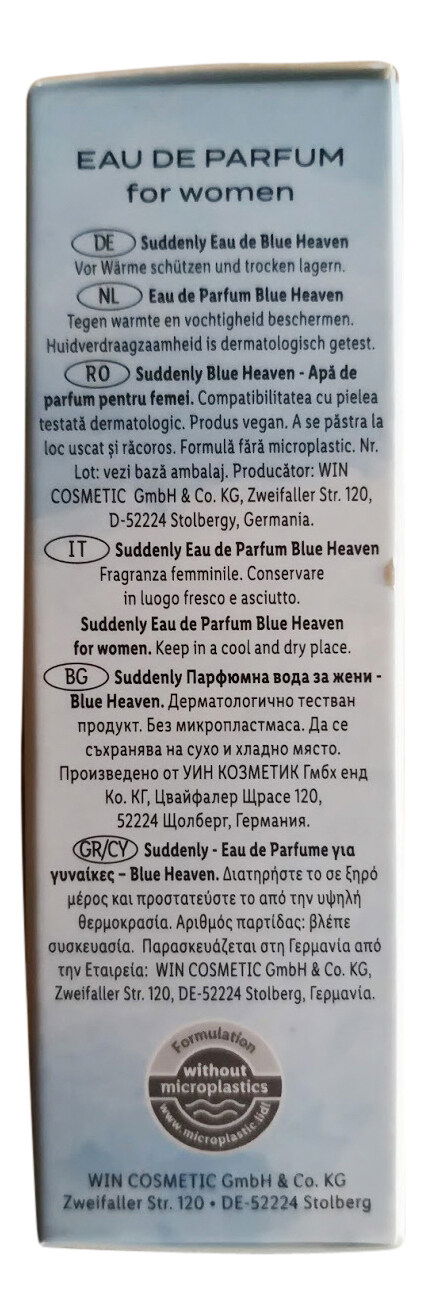 EAU DE PARFUM
for women
DE Suddenly Eau de Blue Heaven
Vor Wärme schützen und trocken lagern.
NL Eau de Parfum Blue Heaven
Tegen warmte en vochtigheid beschermen.
Huidverdraagzaamheid is dermatologisch getest.
RO Suddenly Blue Heaven - Apă de
parfum pentru femei. Compatibilitatea cu pielea
testată dermatologic. Produs vegan. A se păstra la
loc uscat și răcoros. Formulă fără microplastic. Nr.
Lot: vezi bază ambalaj. Producător: WIN
COSMETIC GmbH & Co. KG, Zweifaller Str. 120,
D-52224 Stolbergy, Germania.
IT Suddenly Eau de Parfum Blue Heaven
Fragranza femminile. Conservare
in luogo fresco e asciutto.
Suddenly Eau de Parfum Blue Heaven
for women. Keep in a cool and dry place.
BG Suddenly Парфюмна вода за жени -
Blue Heaven. Дерматологично тестван
продукт. Без микропластмаса. Да се
съхранява на сухо и хладно място.
Произведено от УИН КОЗМЕТИК Гмбх енд
Ко. КГ, Цвайфалер Щрасе 120,
52224 Щолберг, Германия.
GR/CY Suddenly - Eau de Parfume για
γυναίκες – Blue Heaven. Διατηρήστε το σε ξηρό
μέρος και προστατεύστε το από την υψηλή
θερμοκρασία. Αριθμός παρτίδας: βλέπε
συσκευασία. Παρασκευάζεται στη Γερμανία από
την Εταιρεία: WIN COSMETIC GmbH & Co. KG,
Zweifaller Str. 120, DE-52224 Stolberg, Γερμανία.
Formulation
without
microplastics
www.microplastic.lidl
WIN COSMETIC GmbH & Co. KG
Zweifaller Str. 120 • DE-52224 Stolberg